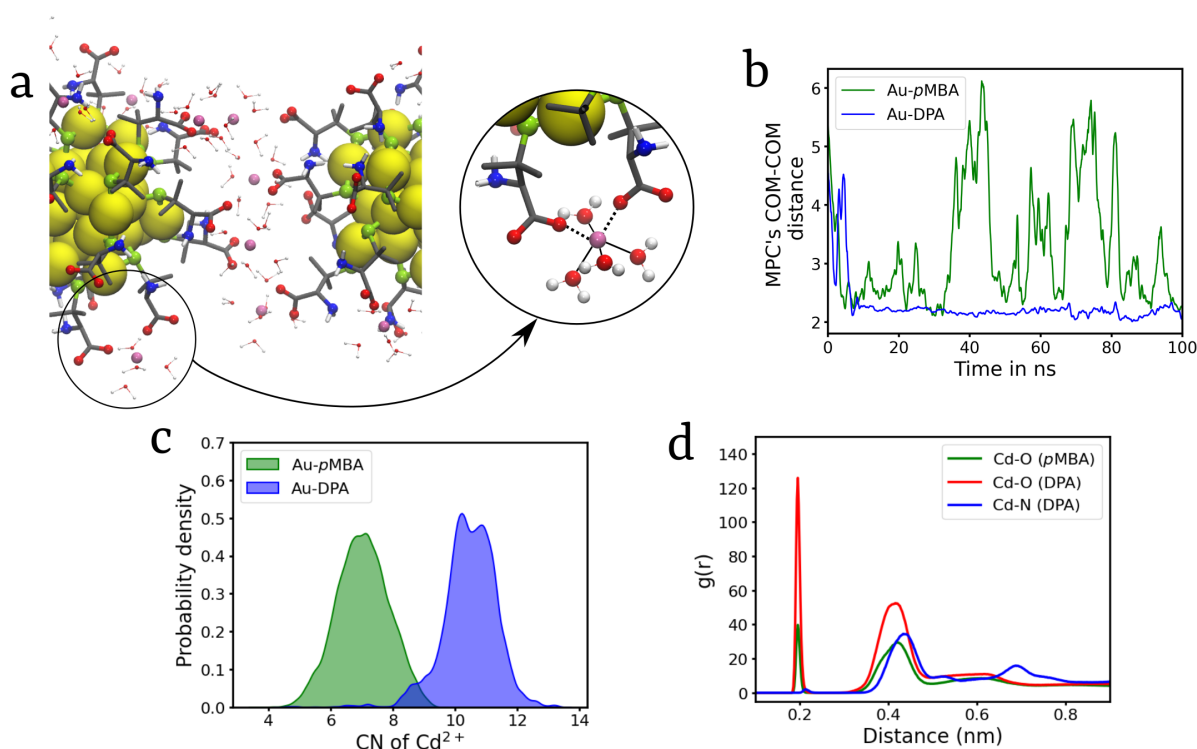 a
b
MPC's COM-COM
distance
6
5
4
3
2
Au-pMBA
Au-DPA
0
20
40
60
80
100
Time in ns
c
Probability density
0.7
0.6
0.5
0.4
0.3
0.2
0.1
0.0
Au-pMBA
Au-DPA
4
6
8
10
12
14
CN of Cd²⁺
d
g(r)
140
120
100
80
60
40
20
0
Cd-O (pMBA)
Cd-O (DPA)
Cd-N (DPA)
0.2
0.4
0.6
0.8
Distance (nm)